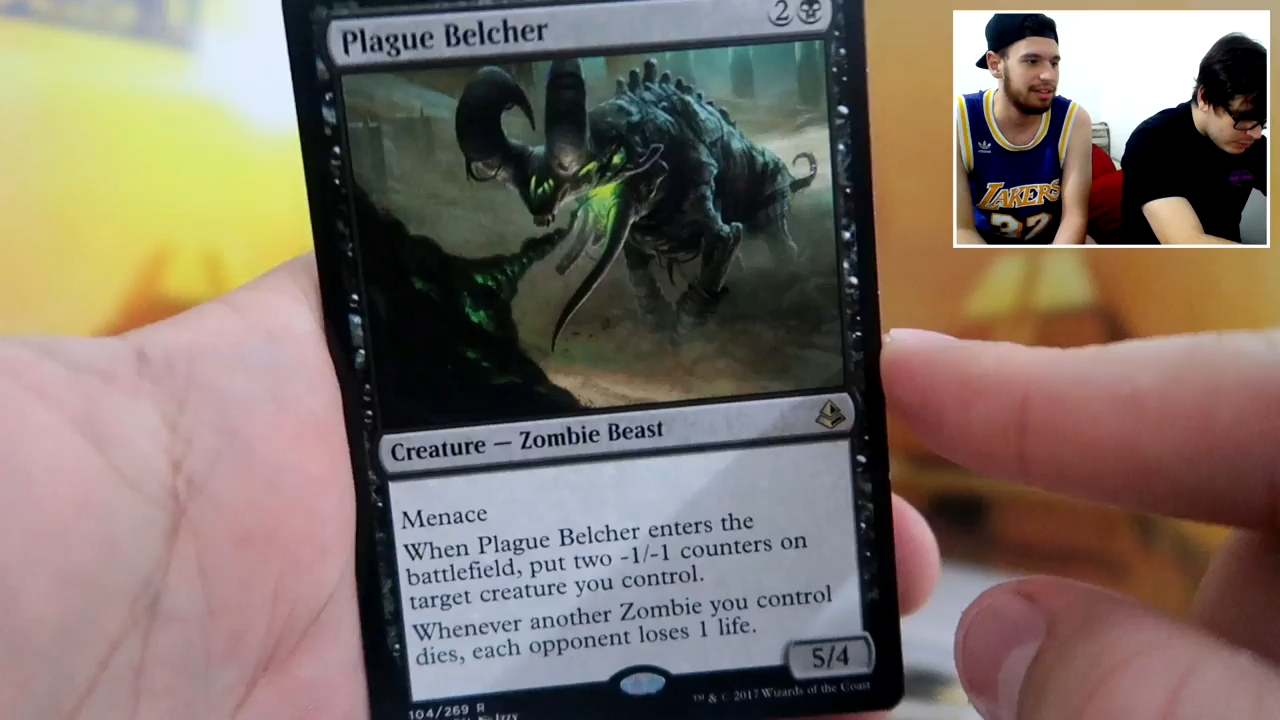 Plague Belcher 2
LAKERS
32
Creature — Zombie Beast
Menace
When Plague Belcher enters the
battlefield, put two -1/-1 counters on
target creature you control.
Whenever another Zombie you control
dies, each opponent loses 1 life.
5/4
™ & © 2017 Wizards of the Coast
104/269 R